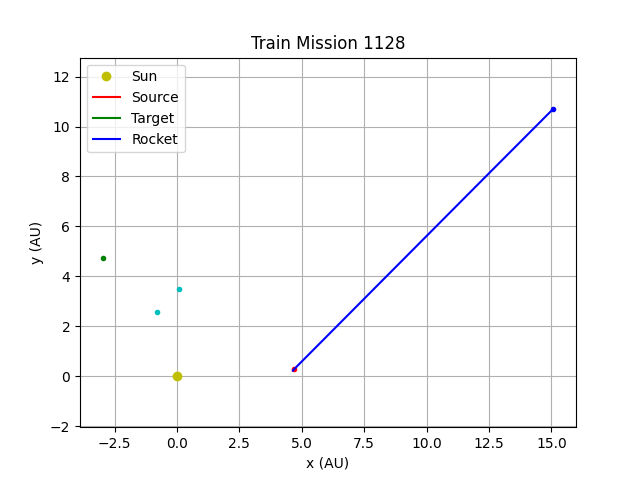 Train Mission 1128
Sun
Source
Target
Rocket
12
10
8
6
4
2
0
−2
y (AU)
−2.5 0.0 2.5 5.0 7.5 10.0 12.5 15.0
x (AU)